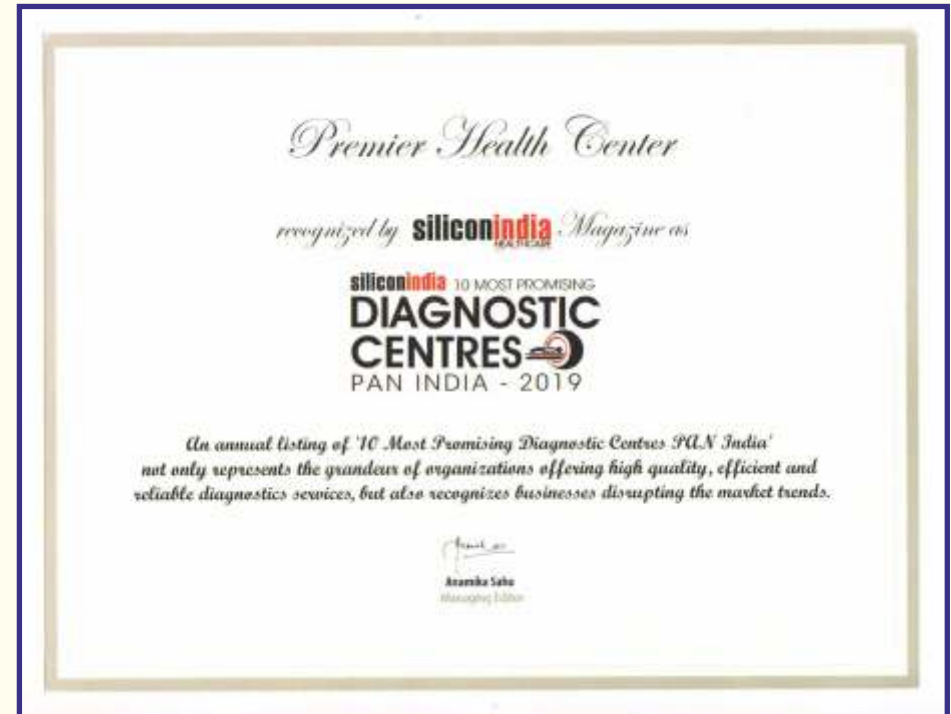 Premier Health Center
recognized by siliconindia HEALTHCARE Magazine as
siliconindia 10 MOST PROMISING
DIAGNOSTIC
CENTRES
PAN INDIA - 2019
An annual listing of '10 Most Promising Diagnostic Centres PAN India'
not only represents the grandeur of organizations offering high quality, efficient and
reliable diagnostics services, but also recognizes businesses disrupting the market trends.
Anamika Sahu
Managing Editor